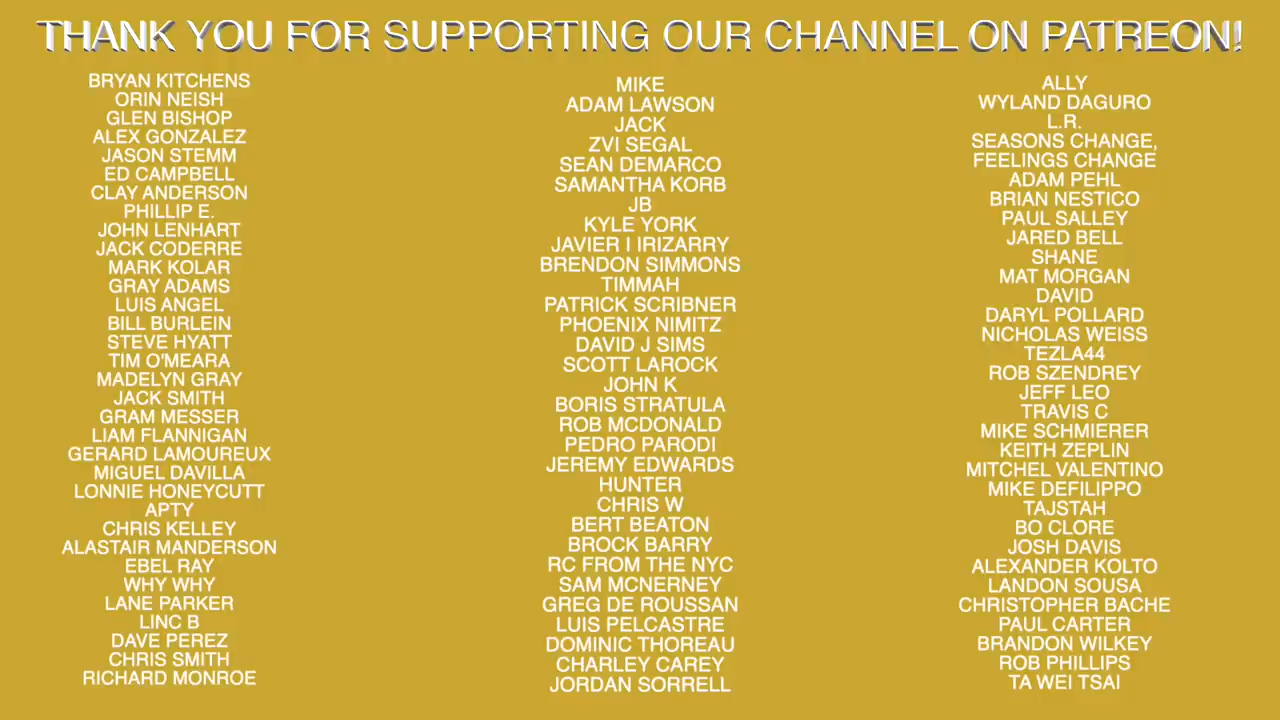 THANK YOU FOR SUPPORTING OUR CHANNEL ON PATREON!
BRYAN KITCHENS
ORIN NEISH
GLEN BISHOP
ALEX GONZALEZ
JASON STEMM
ED CAMPBELL
CLAY ANDERSON
PHILLIP E.
JOHN LENHART
JACK CODERRE
MARK KOLAR
GRAY ADAMS
LUIS ANGEL
BILL BURLEIN
STEVE HYATT
TIM O'MEARA
MADELYN GRAY
JACK SMITH
GRAM MESSER
LIAM FLANNIGAN
GERARD LAMOUREUX
MIGUEL DAVILLA
LONNIE HONEYCUTT
APTY
CHRIS KELLEY
ALASTAIR MANDERSON
EBEL RAY
WHY WHY
LANE PARKER
LINC B
DAVE PEREZ
CHRIS SMITH
RICHARD MONROE
MIKE
ADAM LAWSON
JACK
ZVI SEGAL
SEAN DEMARCO
SAMANTHA KORB
JB
KYLE YORK
JAVIER I IRIZARRY
BRENDON SIMMONS
TIMMAH
PATRICK SCRIBNER
PHOENIX NIMITZ
DAVID J SIMS
SCOTT LAROCK
JOHN K
BORIS STRATULA
ROB MCDONALD
PEDRO PARODI
JEREMY EDWARDS
HUNTER
CHRIS W
BERT BEATON
BROCK BARRY
RC FROM THE NYC
SAM MCNERNEY
GREG DE ROUSSAN
LUIS PELCASTRE
DOMINIC THOREAU
CHARLEY CAREY
JORDAN SORRELL
ALLY
WYLAND DAGURO
L.R.
SEASONS CHANGE,
FEELINGS CHANGE
ADAM PEHL
BRIAN NESTICO
PAUL SALLEY
JARED BELL
SHANE
MAT MORGAN
DAVID
DARYL POLLARD
NICHOLAS WEISS
TEZLA44
ROB SZENDREY
JEFF LEO
TRAVIS C
MIKE SCHMIERER
KEITH ZEPLIN
MITCHEL VALENTINO
MIKE DEFILIPPO
TAJSTAH
BO CLORE
JOSH DAVIS
ALEXANDER KOLTO
LANDON SOUSA
CHRISTOPHER BACHE
PAUL CARTER
BRANDON WILKEY
ROB PHILLIPS
TA WEI TSAI